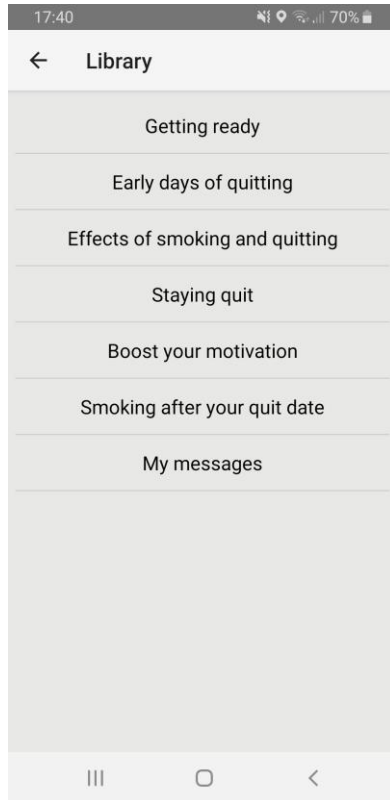 17:40 70%
Library
Getting ready
Early days of quitting
Effects of smoking and quitting
Staying quit
Boost your motivation
Smoking after your quit date
My messages